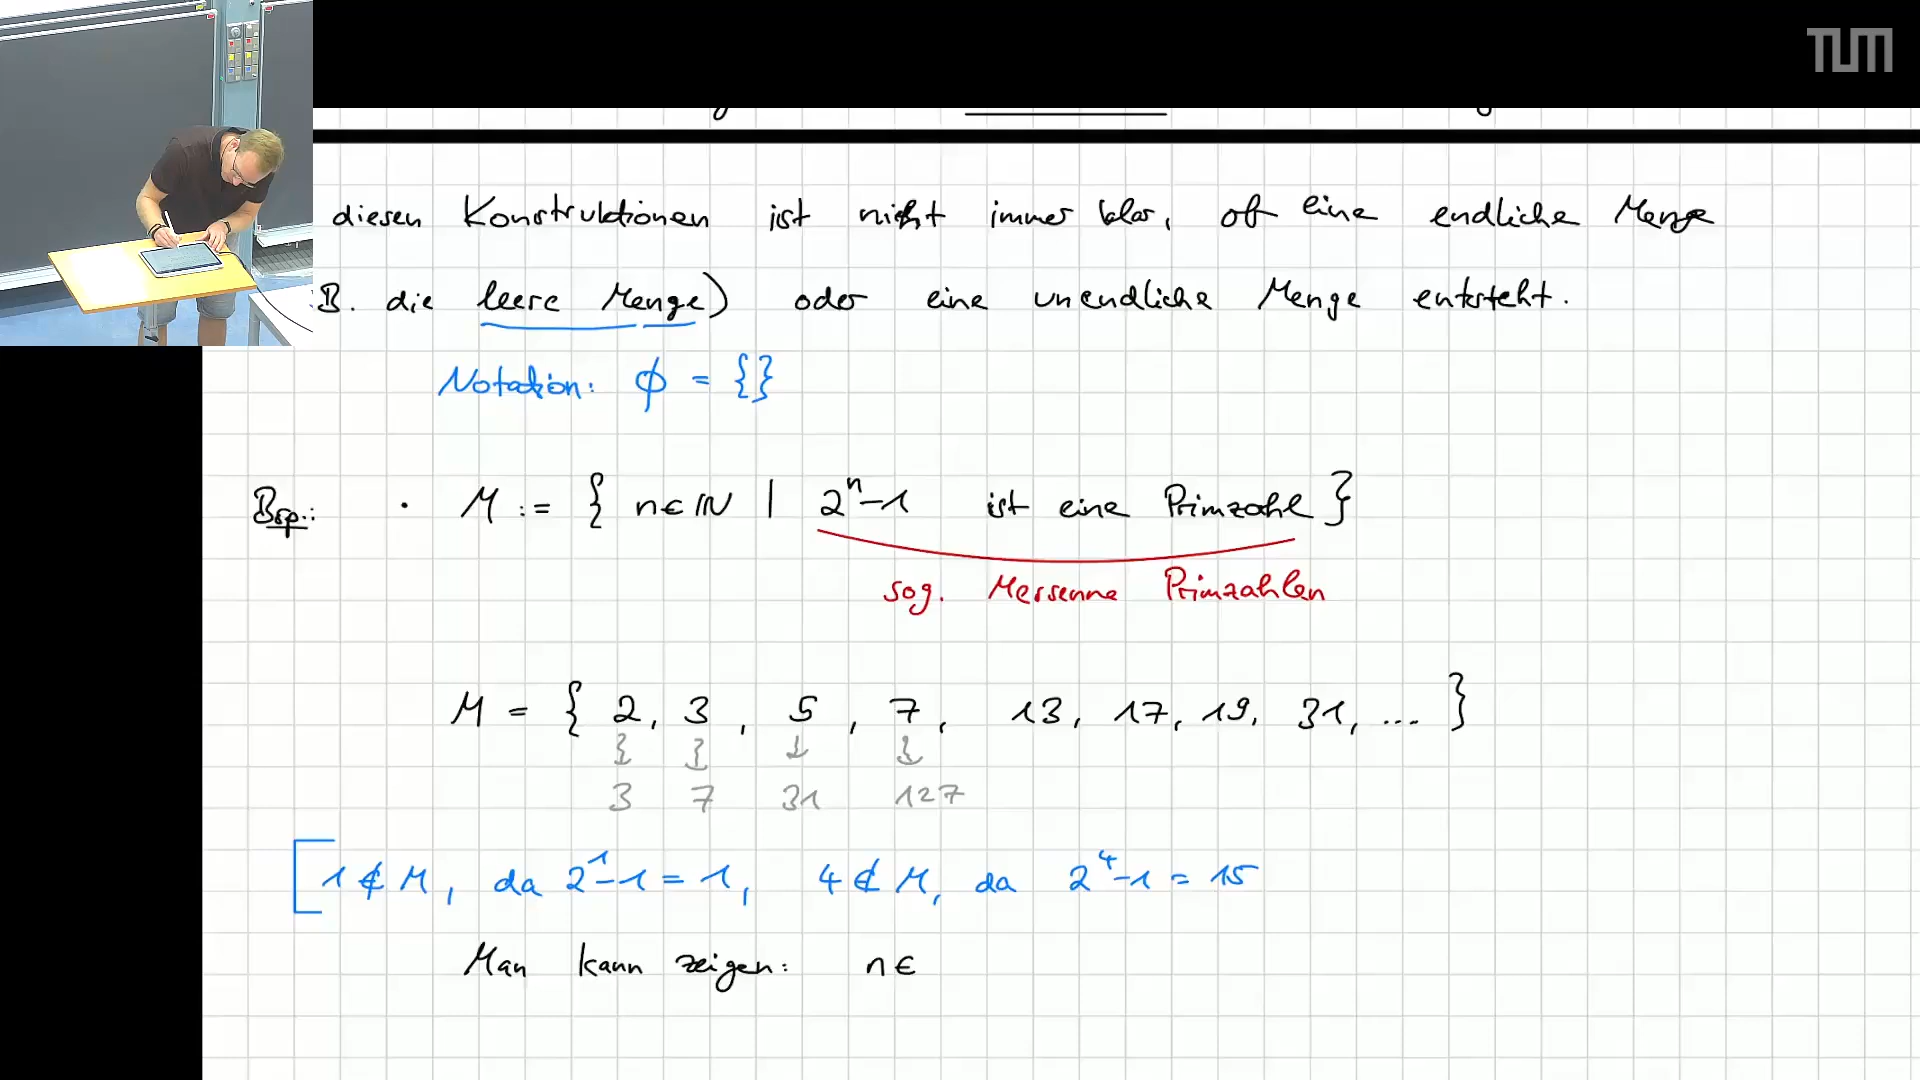 TUM
diesen Konstruktionen ist nicht immer klar, ob eine endliche Menge
B. die leere Menge) oder eine unendliche Menge entsteht.
Notation: ∅ = {}
Bsp.: · M := { n ∈ ℕ | 2ⁿ-1 ist eine Primzahl }
sog. Mersenne Primzahlen
M = { 2, 3, 5, 7, 13, 17, 19, 31, ... }
3 7 31 127
1 ∉ M, da 2¹-1 = 1, 4 ∉ M, da 2⁴-1 = 15
Man kann zeigen: n ∈